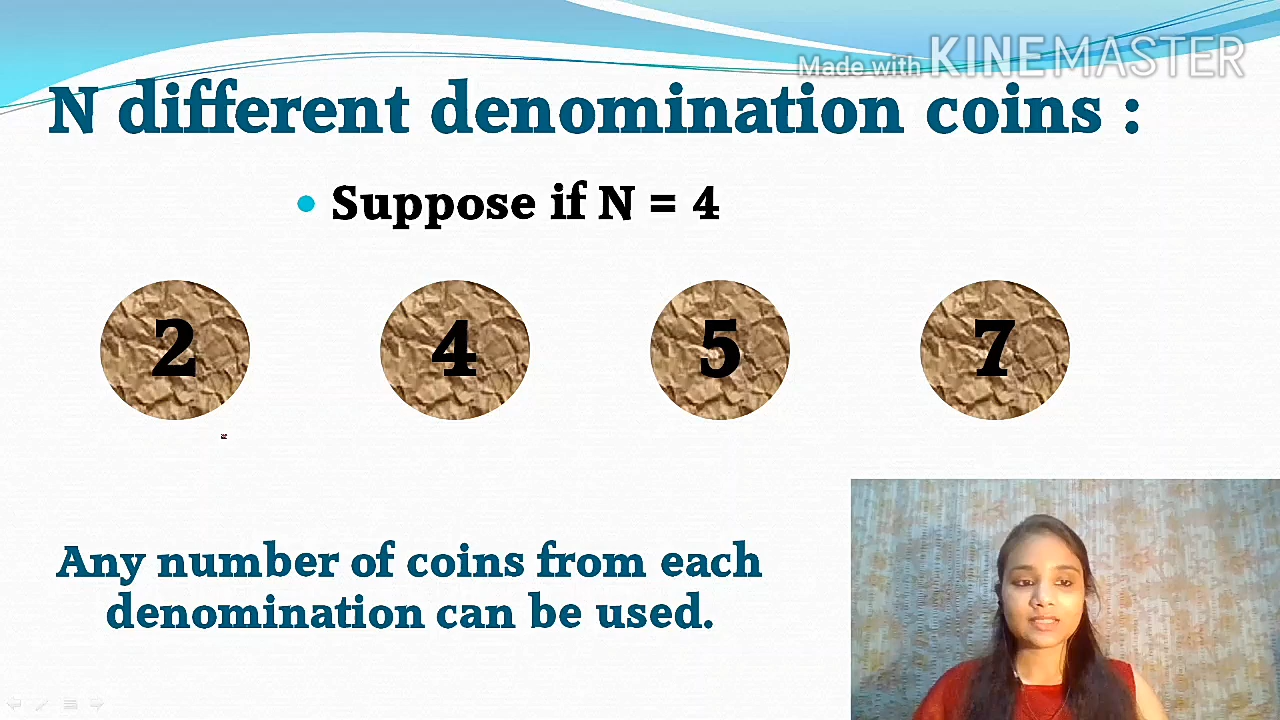 Made with KINEMASTER
N different denomination coins :
Suppose if N = 4
2 4 5 7
Any number of coins from each
denomination can be used.